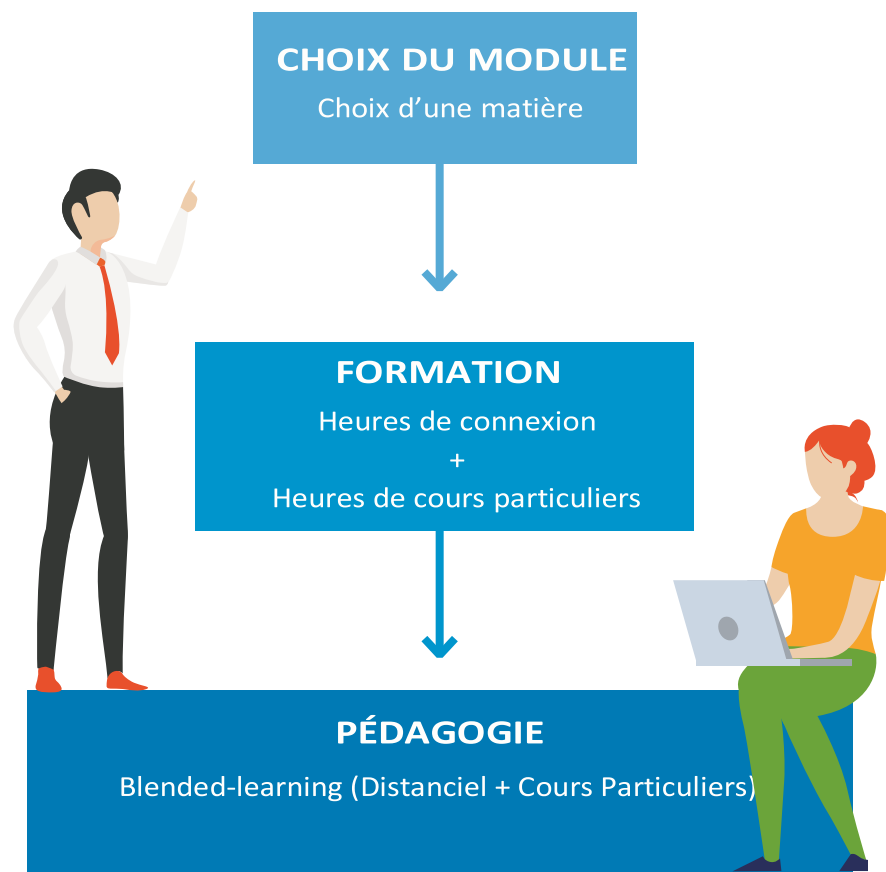 CHOIX DU MODULE
Choix d’une matière
FORMATION
Heures de connexion
+
Heures de cours particuliers
PÉDAGOGIE
Blended-learning (Distanciel + Cours Particuliers)